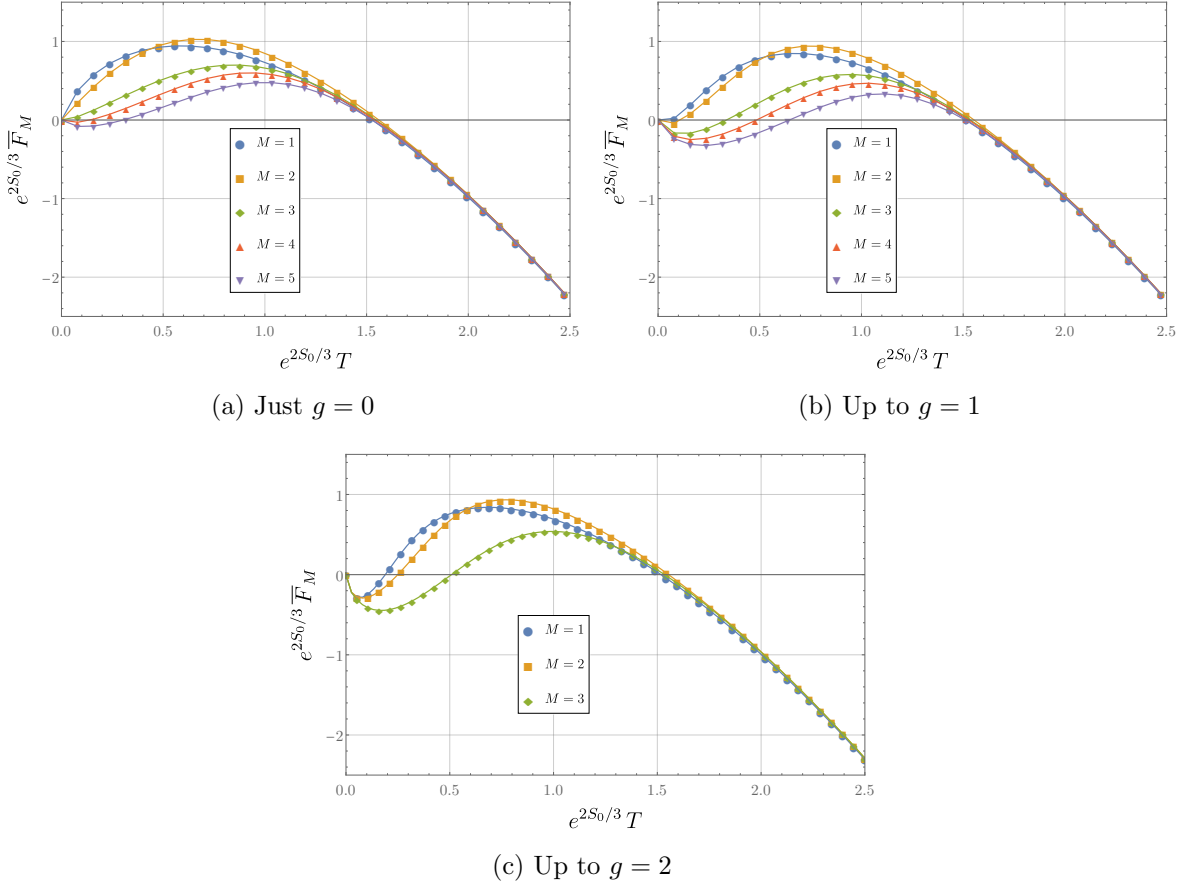 1
0
−1
−2
0.0
0.5
1.0
1.5
2.0
2.5
e^{2S_0/3} \overline{F}_M
e^{2S_0/3} T
M = 1
M = 2
M = 3
M = 4
M = 5
(a) Just g = 0
1
0
−1
−2
0.0
0.5
1.0
1.5
2.0
2.5
e^{2S_0/3} \overline{F}_M
e^{2S_0/3} T
M = 1
M = 2
M = 3
M = 4
M = 5
(b) Up to g = 1
1
0
−1
−2
0.0
0.5
1.0
1.5
2.0
2.5
e^{2S_0/3} \overline{F}_M
e^{2S_0/3} T
M = 1
M = 2
M = 3
(c) Up to g = 2